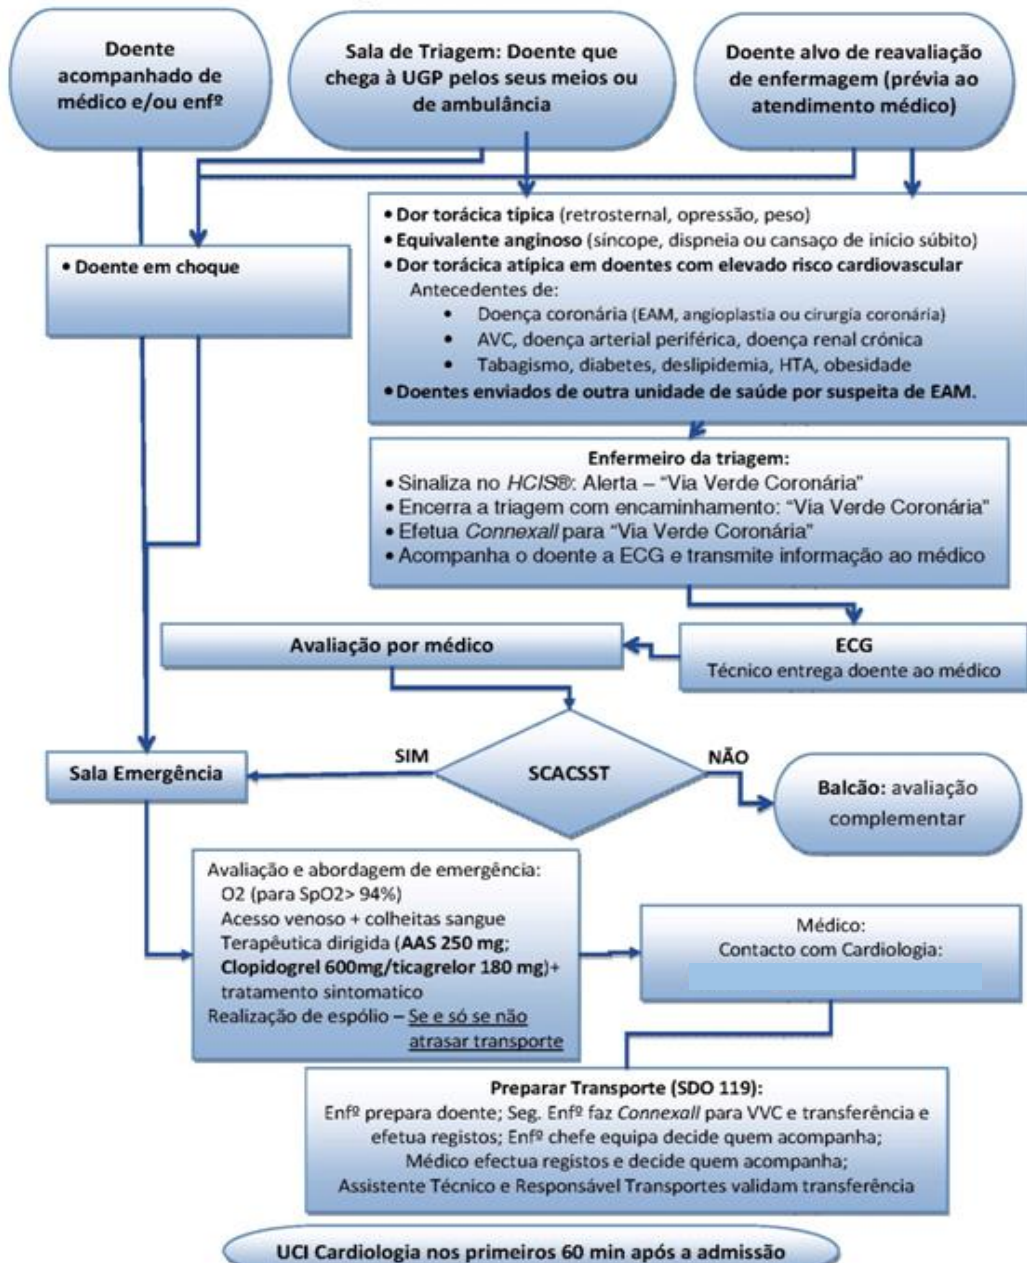 Doente
acompanhado de
médico e/ou enfº
Sala de Triagem: Doente que
chega à UGP pelos seus meios ou
de ambulância
Doente alvo de reavaliação
de enfermagem (prévia ao
atendimento médico)
• Doente em choque
• Dor torácica típica (retrosternal, opressão, peso)
• Equivalente anginoso (síncope, dispneia ou cansaço de início súbito)
• Dor torácica atípica em doentes com elevado risco cardiovascular
Antecedentes de:
• Doença coronária (EAM, angioplastia ou cirurgia coronária)
• AVC, doença arterial periférica, doença renal crónica
• Tabagismo, diabetes, deslipidemia, HTA, obesidade
• Doentes enviados de outra unidade de saúde por suspeita de EAM.
Enfermeiro da triagem:
• Sinaliza no HCIS®: Alerta – “Via Verde Coronária”
• Encerra a triagem com encaminhamento: “Via Verde Coronária”
• Efetua Connexall para “Via Verde Coronária”
• Acompanha o doente a ECG e transmite informação ao médico
Avaliação por médico
ECG
Técnico entrega doente ao médico
SIM
SCACSST
NÃO
Sala Emergência
Balcão: avaliação
complementar
Avaliação e abordagem de emergência:
O2 (para SpO2> 94%)
Acesso venoso + colheitas sangue
Terapêutica dirigida (AAS 250 mg;
Clopidogrel 600mg/ticagrelor 180 mg)+
tratamento sintomatico
Realização de espólio – Se e só se não
atrasar transporte
Médico:
Contacto com Cardiologia:
Preparar Transporte (SDO 119):
Enfº prepara doente; Seg. Enfº faz Connexall para VVC e transferência e
efetua registos; Enfº chefe equipa decide quem acompanha;
Médico efectua registos e decide quem acompanha;
Assistente Técnico e Responsável Transportes validam transferência
UCI Cardiologia nos primeiros 60 min após a admissão